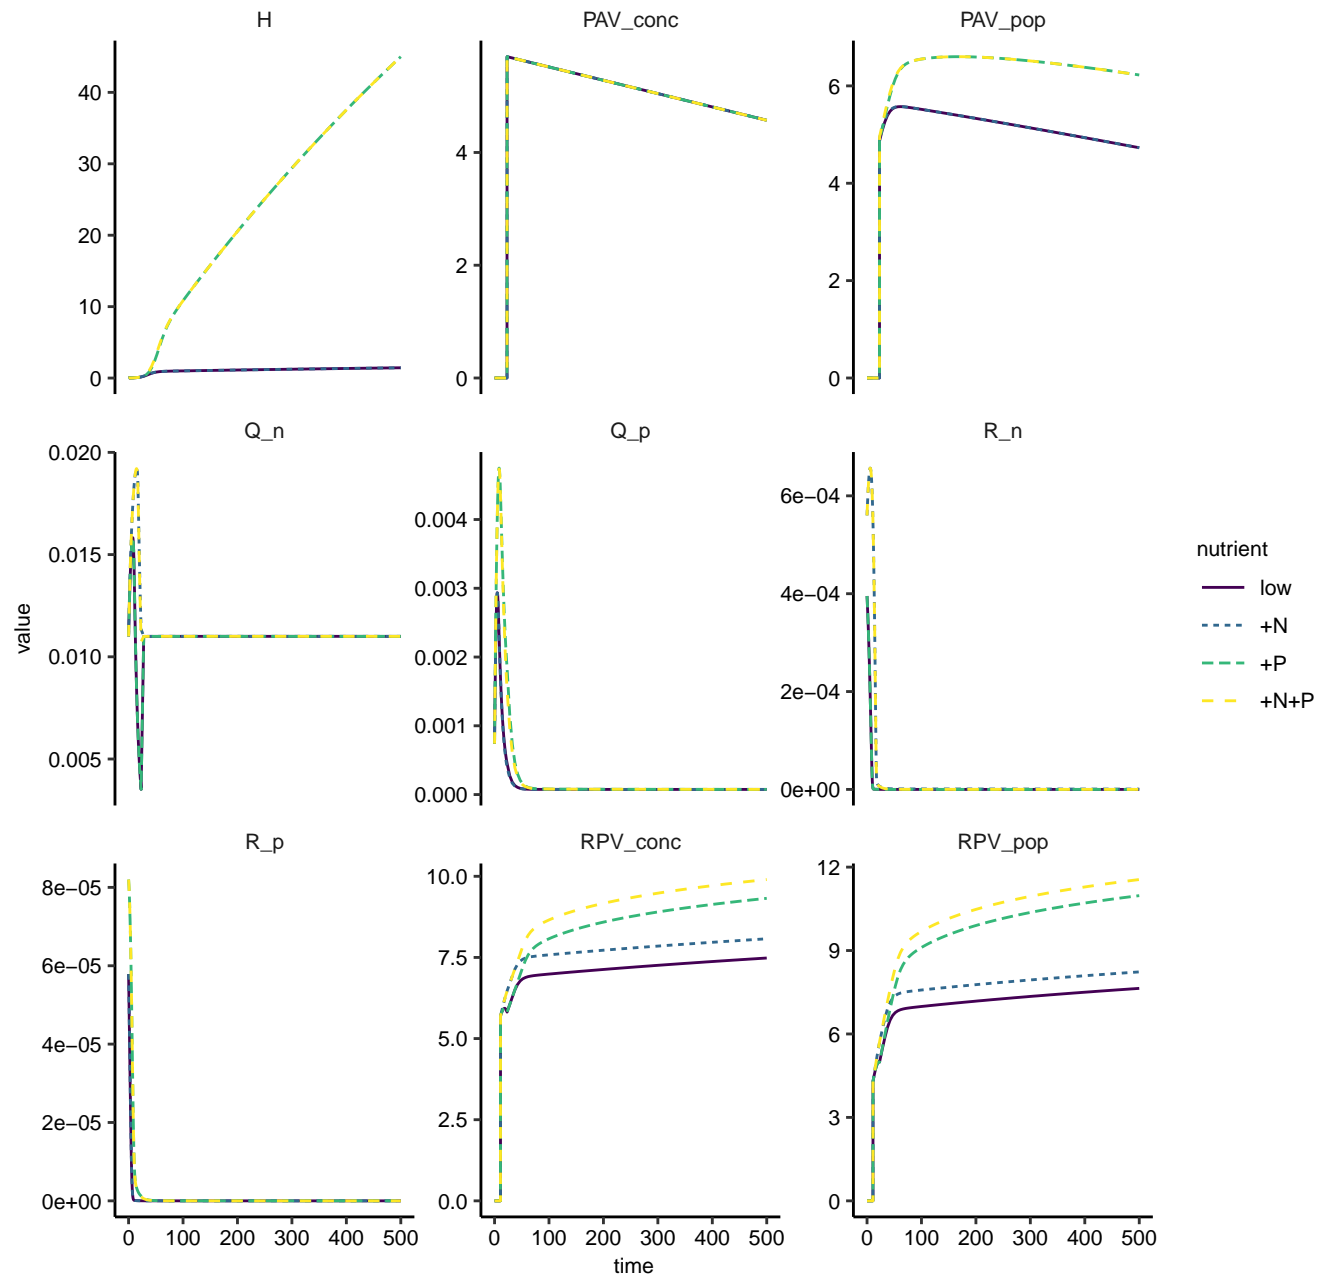 H
PAV_conc
PAV_pop
40
30
20
10
0
4
2
0
6
4
2
0
Q_n
Q_p
R_n
0.020
0.015
0.010
0.005
0.004
0.003
0.002
0.001
0.000
6e−04
4e−04
2e−04
0e+00
value
nutrient
low
+N
+P
+N+P
R_p
RPV_conc
RPV_pop
8e−05
6e−05
4e−05
2e−05
0e+00
10.0
7.5
5.0
2.5
0.0
12
9
6
3
0
0 100 200 300 400 500
0 100 200 300 400 500
0 100 200 300 400 500
time